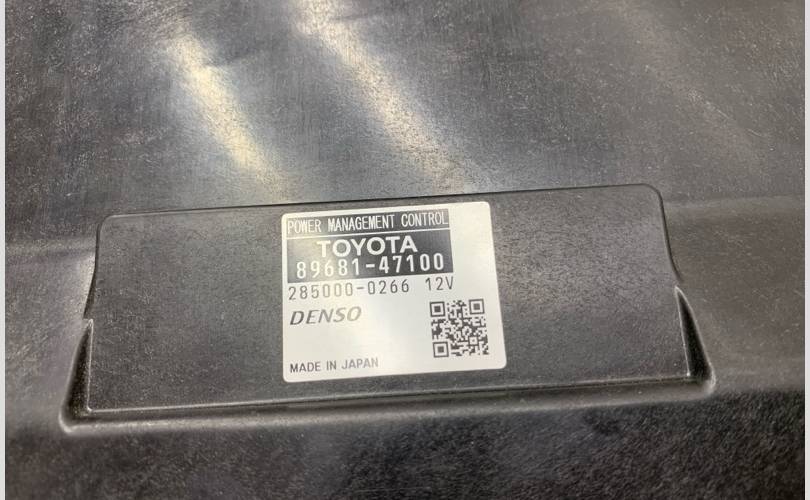 POWER MANAGEMENT CONTROL
TOYOTA
89681-47100
285000-0266 12V
DENSO
MADE IN JAPAN